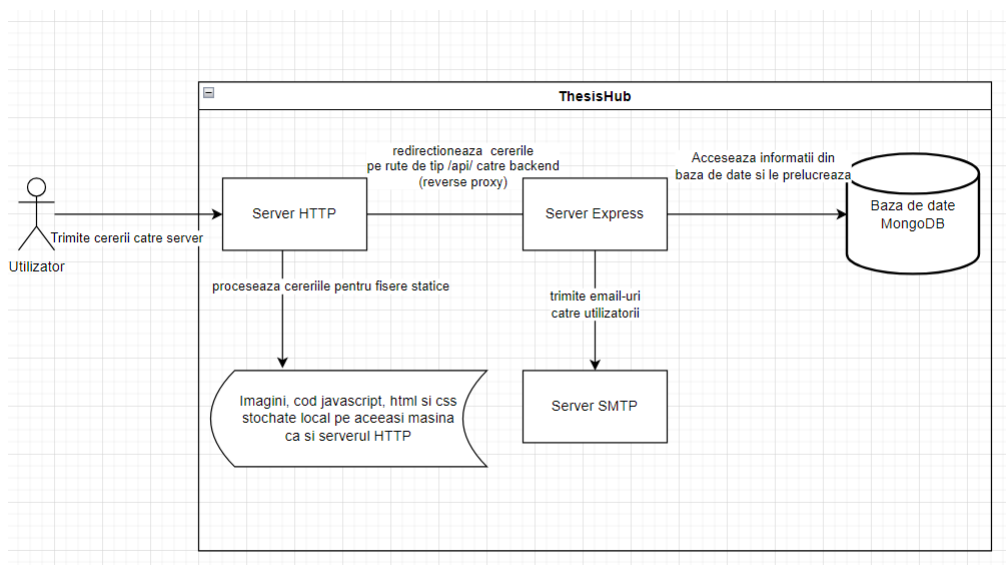 ThesisHub
redirectioneaza cererile
pe rute de tip /api/ catre backend
(reverse proxy)
Acceseaza informatii din
baza de date si le prelucreaza
Server HTTP
Server Express
Baza de date
MongoDB
Trimite cererii catre server
Utilizator
proceseaza cereriile pentru fisere statice
trimite email-uri
catre utilizatorii
Imagini, cod javascript, html si css
stochate local pe aceeasi masina
ca si serverul HTTP
Server SMTP